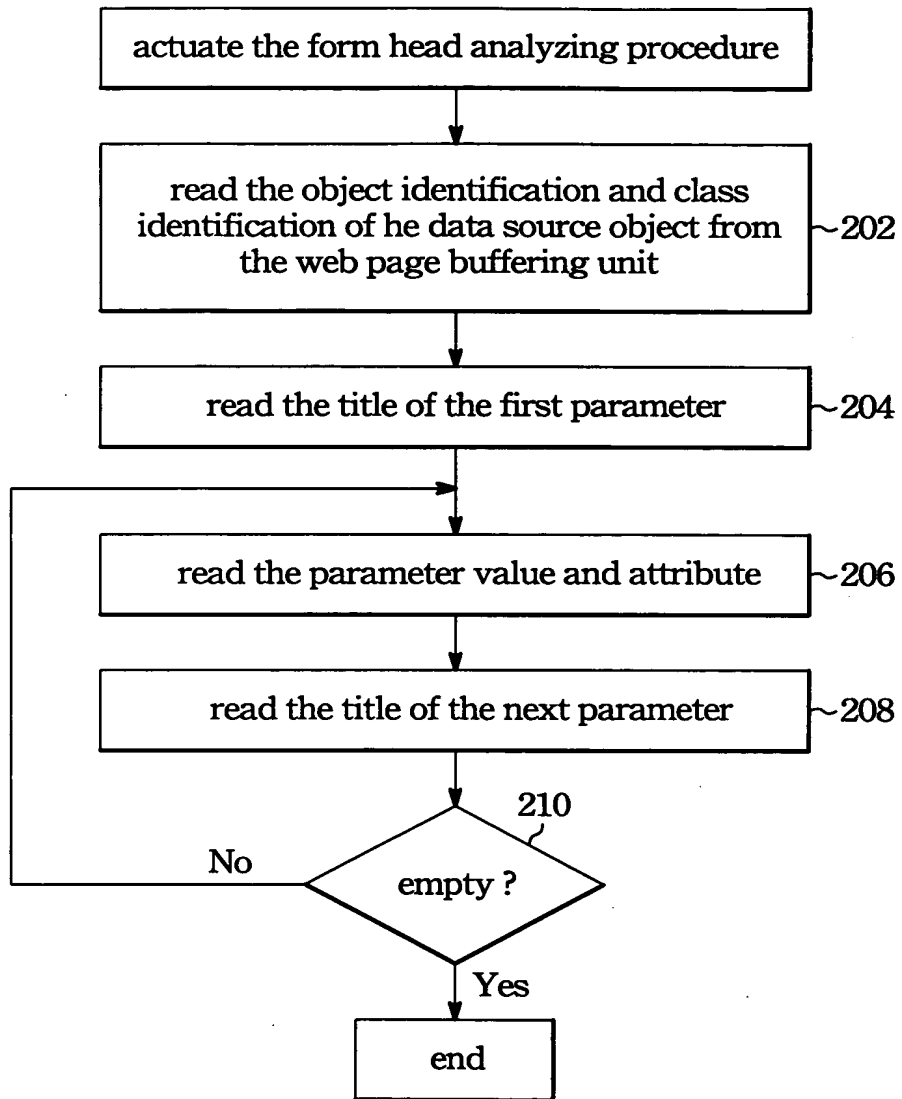 actuate the form head analyzing procedure
read the object identification and class
identification of he data source object from
the web page buffering unit
202
read the title of the first parameter
204
read the parameter value and attribute
206
read the title of the next parameter
208
210
No
empty ?
Yes
end